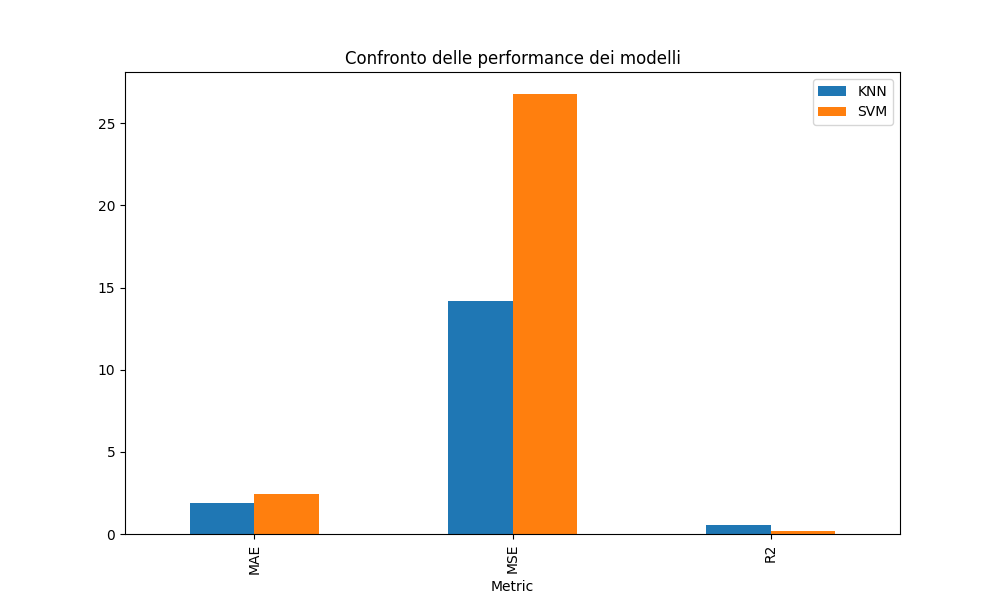 Confronto delle performance dei modelli
KNN
SVM
25
20
15
10
5
0
MAE
MSE
R2
Metric